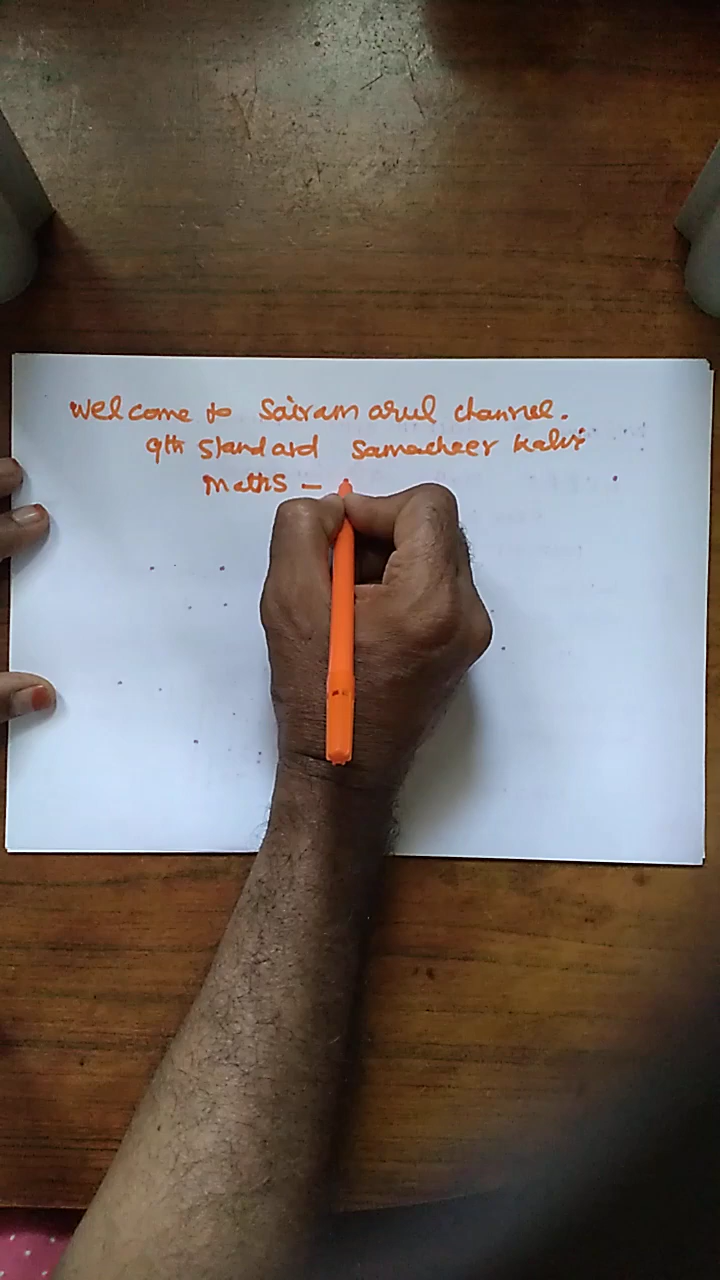 Welcome to Sairam arul channel.
9th Standard Samacheer Kalvi
Maths -